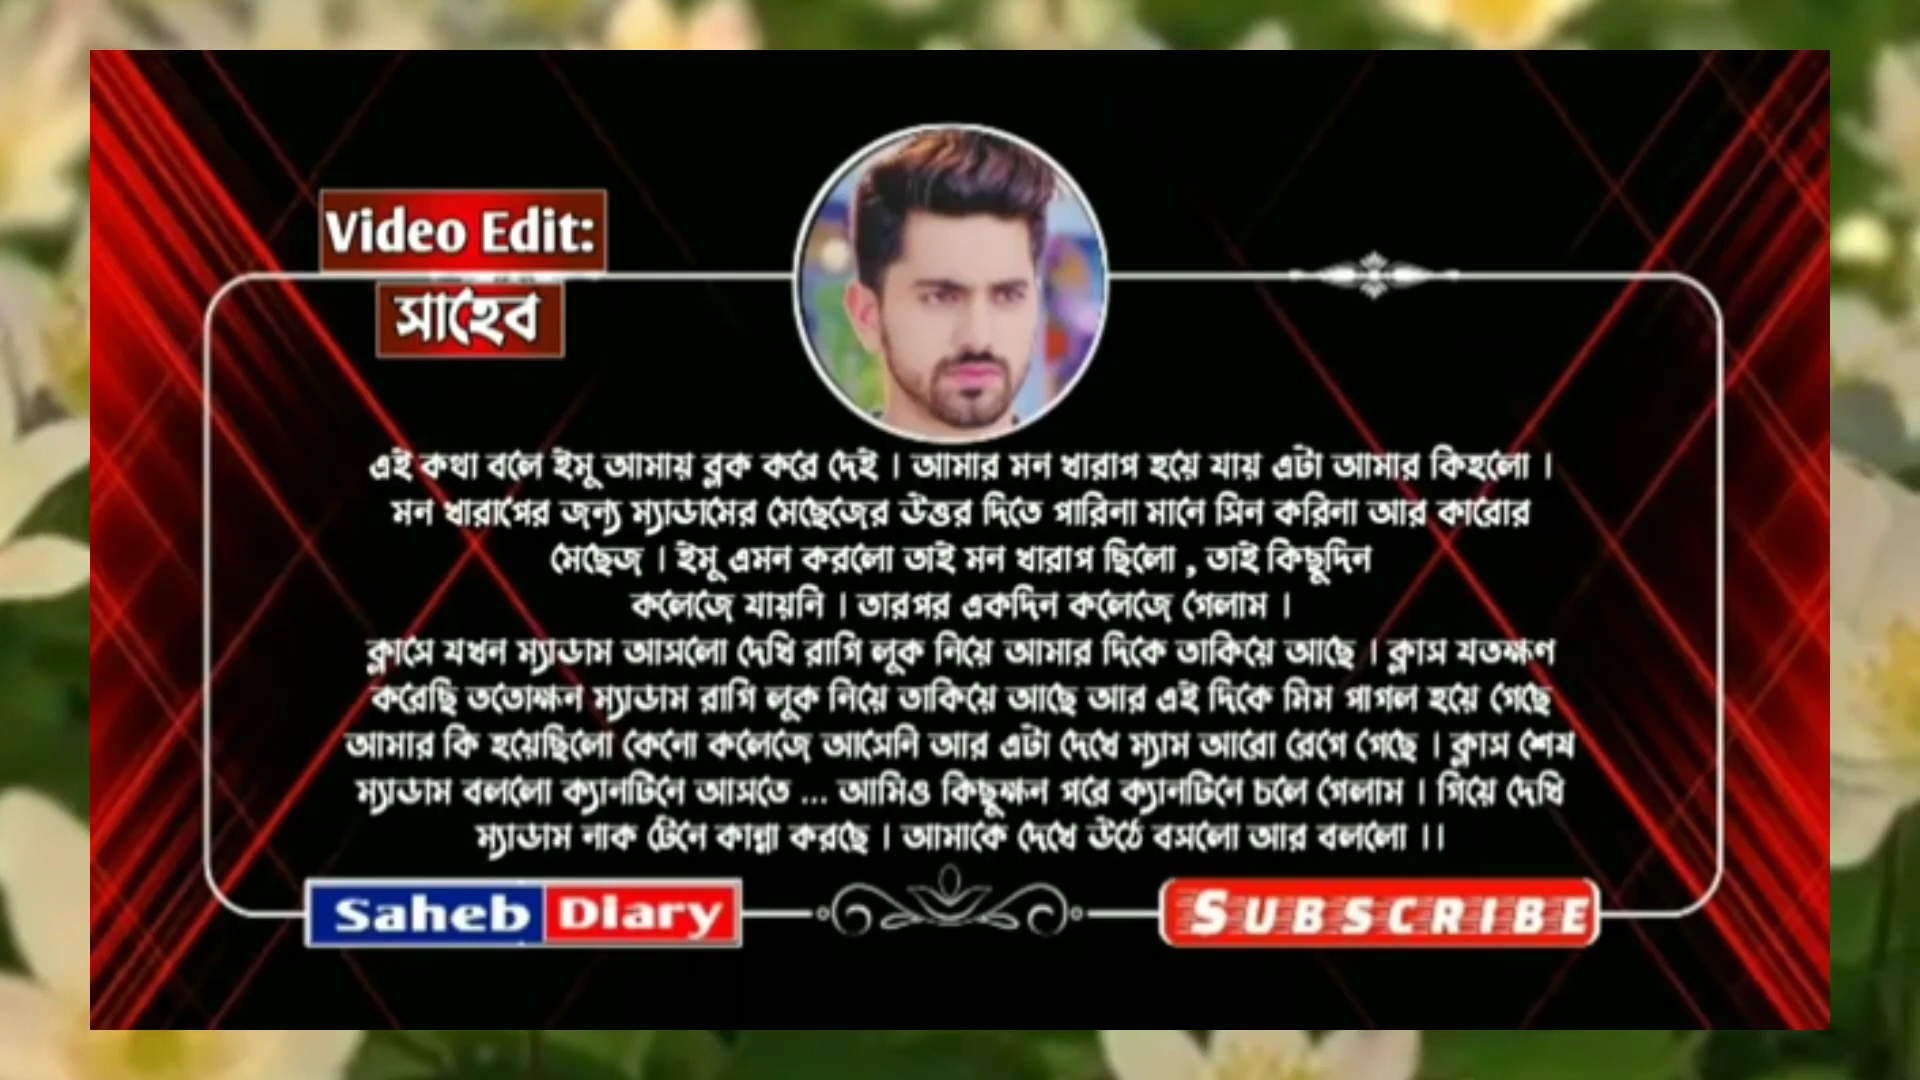 Video Edit:
সাহেব
এই কথা বলে ইমু আমায় ব্লক করে দেই । আমার মন খারাপ হয়ে যায় এটা আমার কিহলো ।
মন খারাপের জন্য ম্যাডামের মেছেজের উত্তর দিতে পারিনা মানে সিন করিনা আর কারোর
মেছেজ । ইমু এমন করলো তাই মন খারাপ ছিলো , তাই কিছুদিন
কলেজে যায়নি । তারপর একদিন কলেজে গেলাম ।
ক্লাসে যখন ম্যাডাম আসলো দেখি রাগি লুক নিয়ে আমার দিকে তাকিয়ে আছে । ক্লাস যতক্ষণ
করেছি ততোক্ষন ম্যাডাম রাগি লুক নিয়ে তাকিয়ে আছে আর এই দিকে মিম পাগল হয়ে গেছে
আমার কি হয়েছিলো কেনো কলেজে আসেনি আর এটা দেখে ম্যাম আরো রেগে গেছে । ক্লাস শেষ
ম্যাডাম বললো ক্যানটিনে আসতে ... আমিও কিছুক্ষন পরে ক্যানটিনে চলে গেলাম । গিয়ে দেখি
ম্যাডাম নাক টেনে কান্না করছে । আমাকে দেখে উঠে বসলো আর বললো ।।
Saheb Diary
SUBSCRIBE